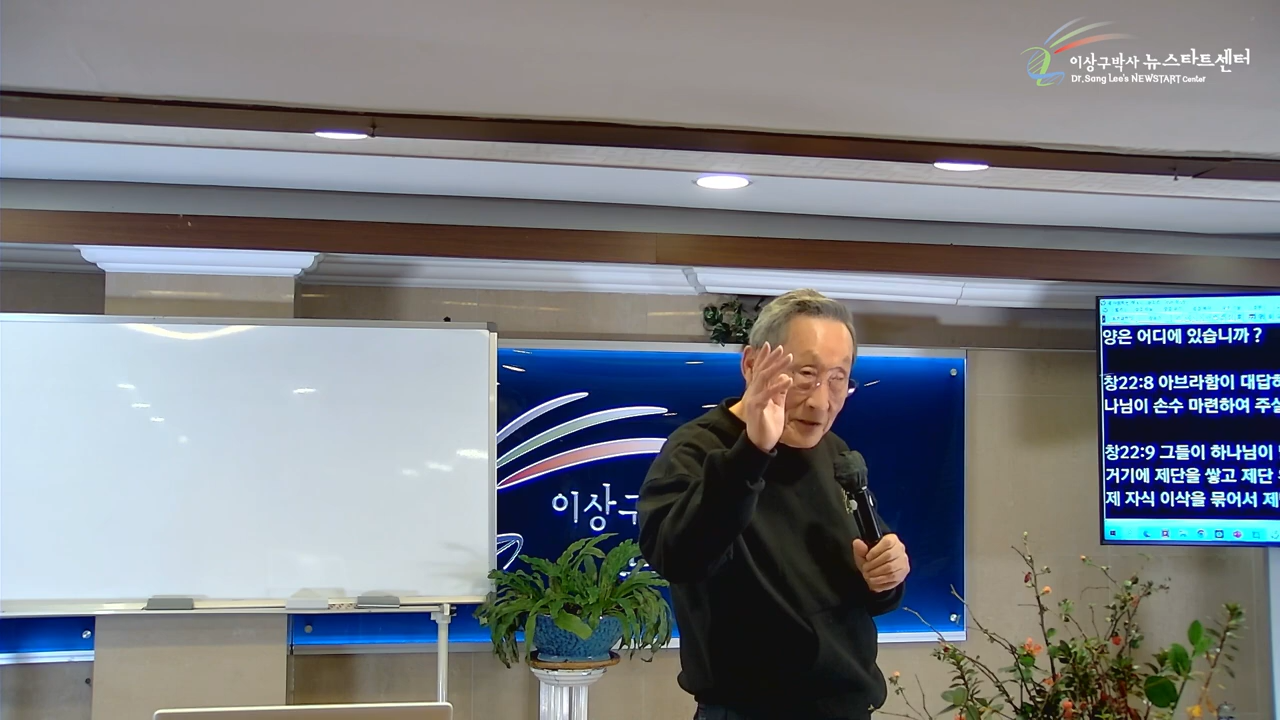 이상구박사 뉴스타트센터
Dr. Sang Lee's NEWSTART Center
이상구
양은 어디에 있습니까 ?
창22:8 아브라함이 대답하
나님이 손수 마련하여 주실
창22:9 그들이 하나님이
거기에 제단을 쌓고 제단
제 자식 이삭을 묶어서 제